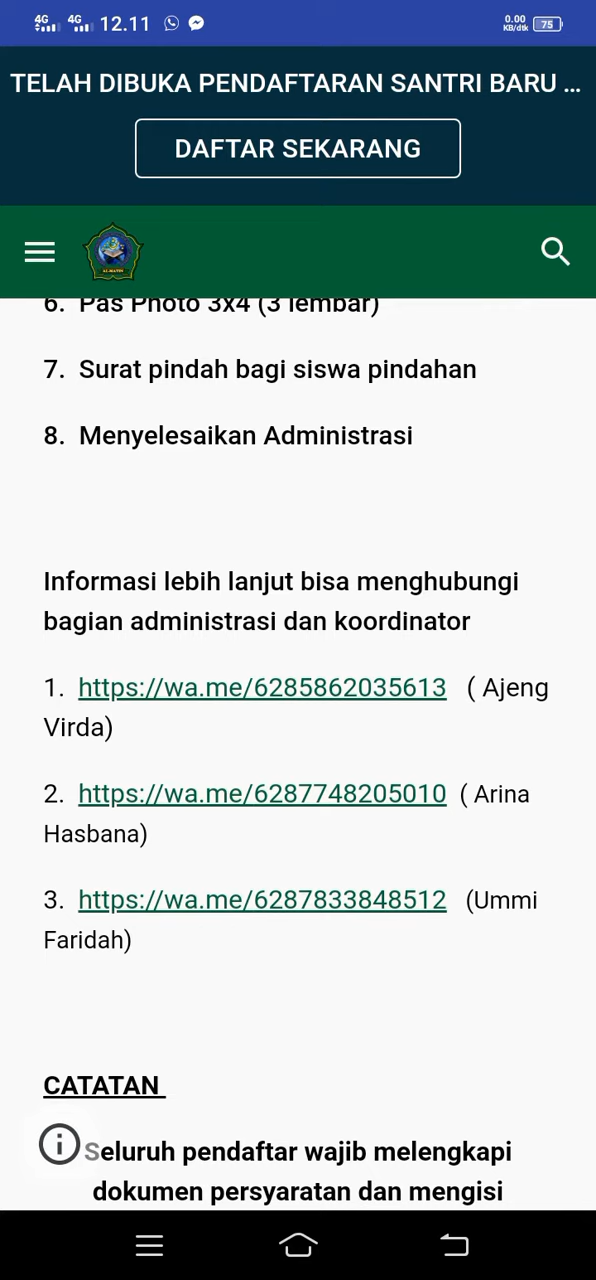 4G 4G 12.11 0.00 KB/dtk 75
TELAH DIBUKA PENDAFTARAN SANTRI BARU ...
DAFTAR SEKARANG
6. Pas Photo 3x4 (3 lembar)
7. Surat pindah bagi siswa pindahan
8. Menyelesaikan Administrasi
Informasi lebih lanjut bisa menghubungi
bagian administrasi dan koordinator
1. https://wa.me/6285862035613 ( Ajeng
Virda)
2. https://wa.me/6287748205010 ( Arina
Hasbana)
3. https://wa.me/6287833848512 (Ummi
Faridah)
CATATAN
Seluruh pendaftar wajib melengkapi
dokumen persyaratan dan mengisi